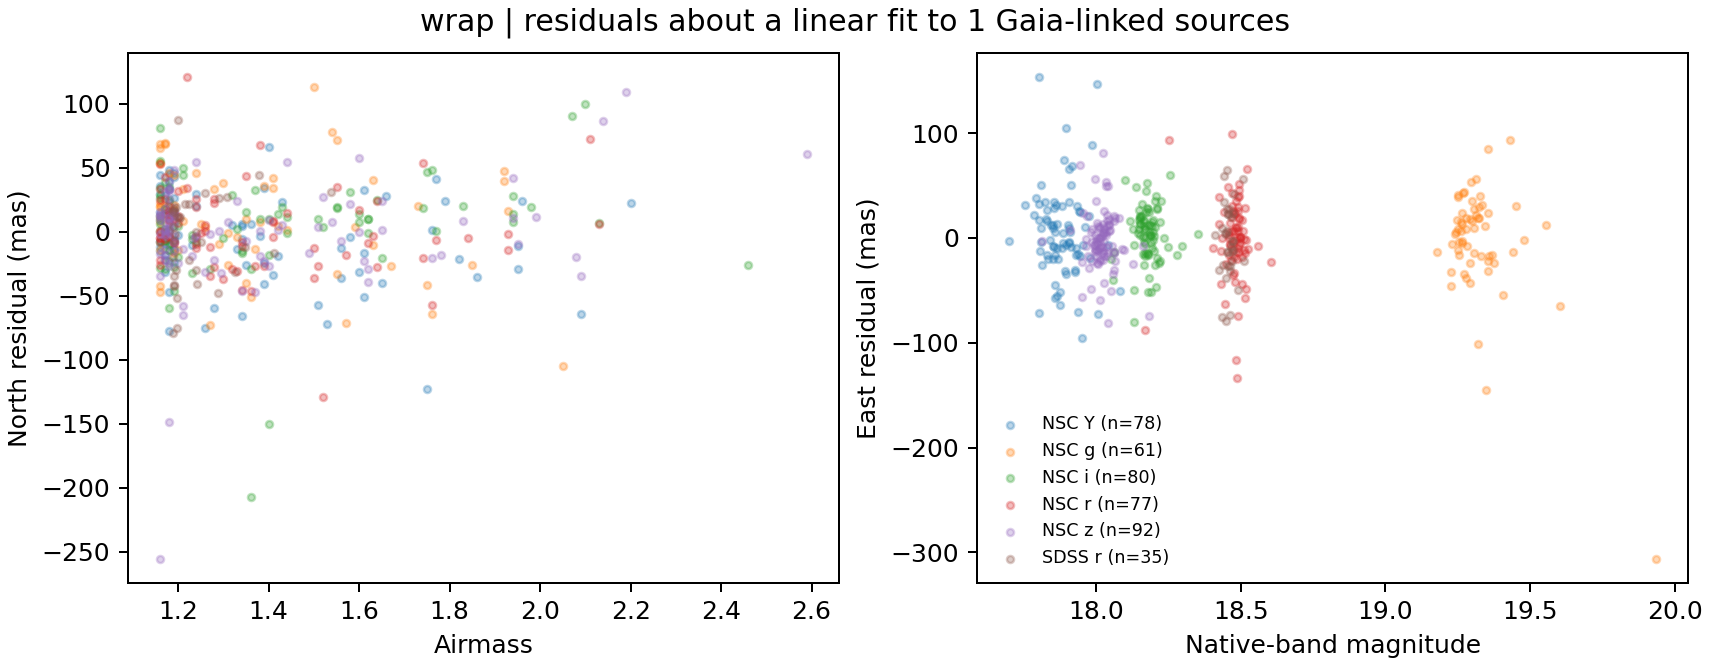 wrap | residuals about a linear fit to 1 Gaia-linked sources
North residual (mas)
100
50
0
−50
−100
−150
−200
−250
1.2 1.4 1.6 1.8 2.0 2.2 2.4 2.6
Airmass
East residual (mas)
100
0
−100
−200
−300
NSC Y (n=78)
NSC g (n=61)
NSC i (n=80)
NSC r (n=77)
NSC z (n=92)
SDSS r (n=35)
18.0 18.5 19.0 19.5 20.0
Native-band magnitude